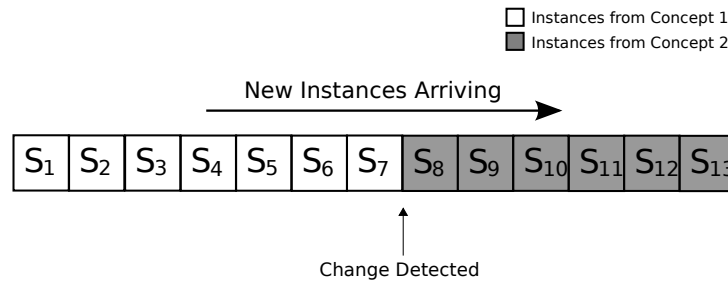 Instances from Concept 1
Instances from Concept 2
New Instances Arriving
S1 S2 S3 S4 S5 S6 S7 S8 S9 S10 S11 S12 S13
Change Detected